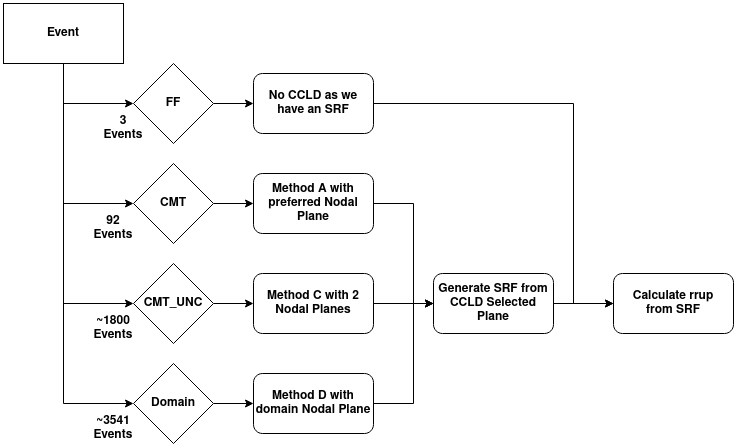 Event
FF
3
Events
No CCLD as we
have an SRF
CMT
92
Events
Method A with
preferred Nodal
Plane
CMT_UNC
~1800
Events
Method C with 2
Nodal Planes
Generate SRF from
CCLD Selected
Plane
Calculate rrup
from SRF
Domain
~3541
Events
Method D with
domain Nodal Plane